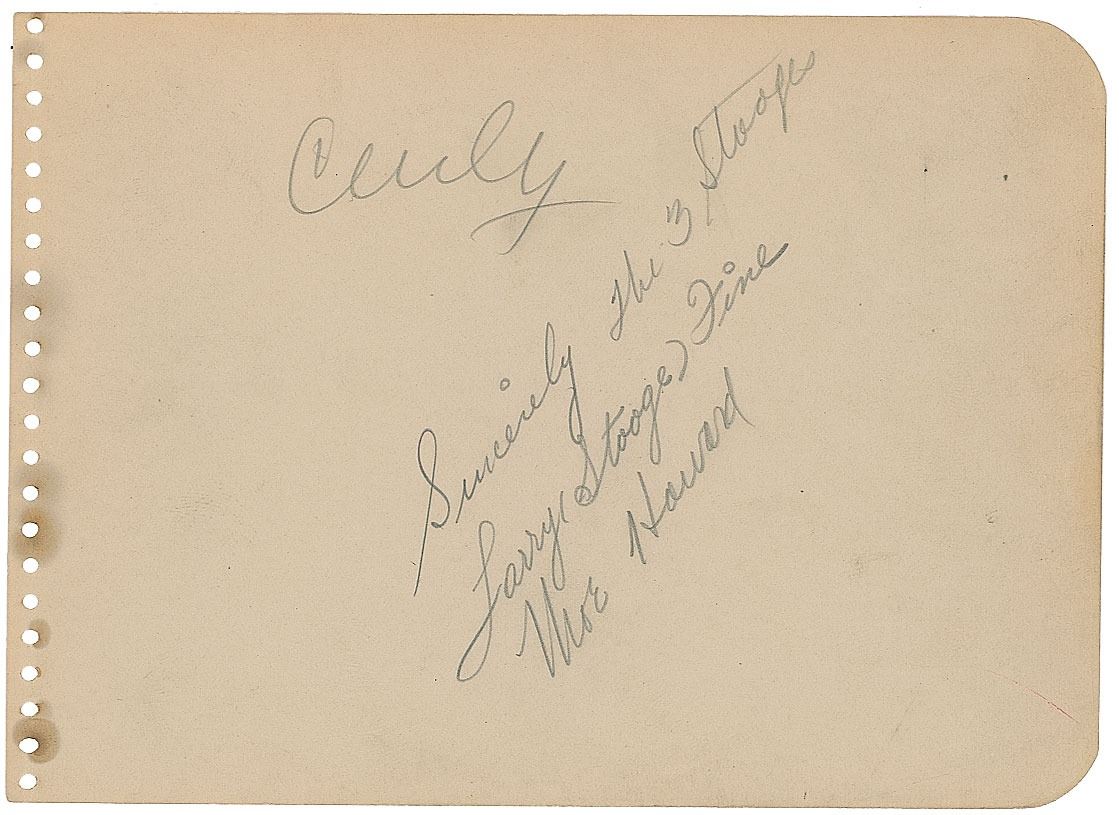 Curly
Sincerely The 3 Stooges
Larry (Stooge) Fine
Moe Howard